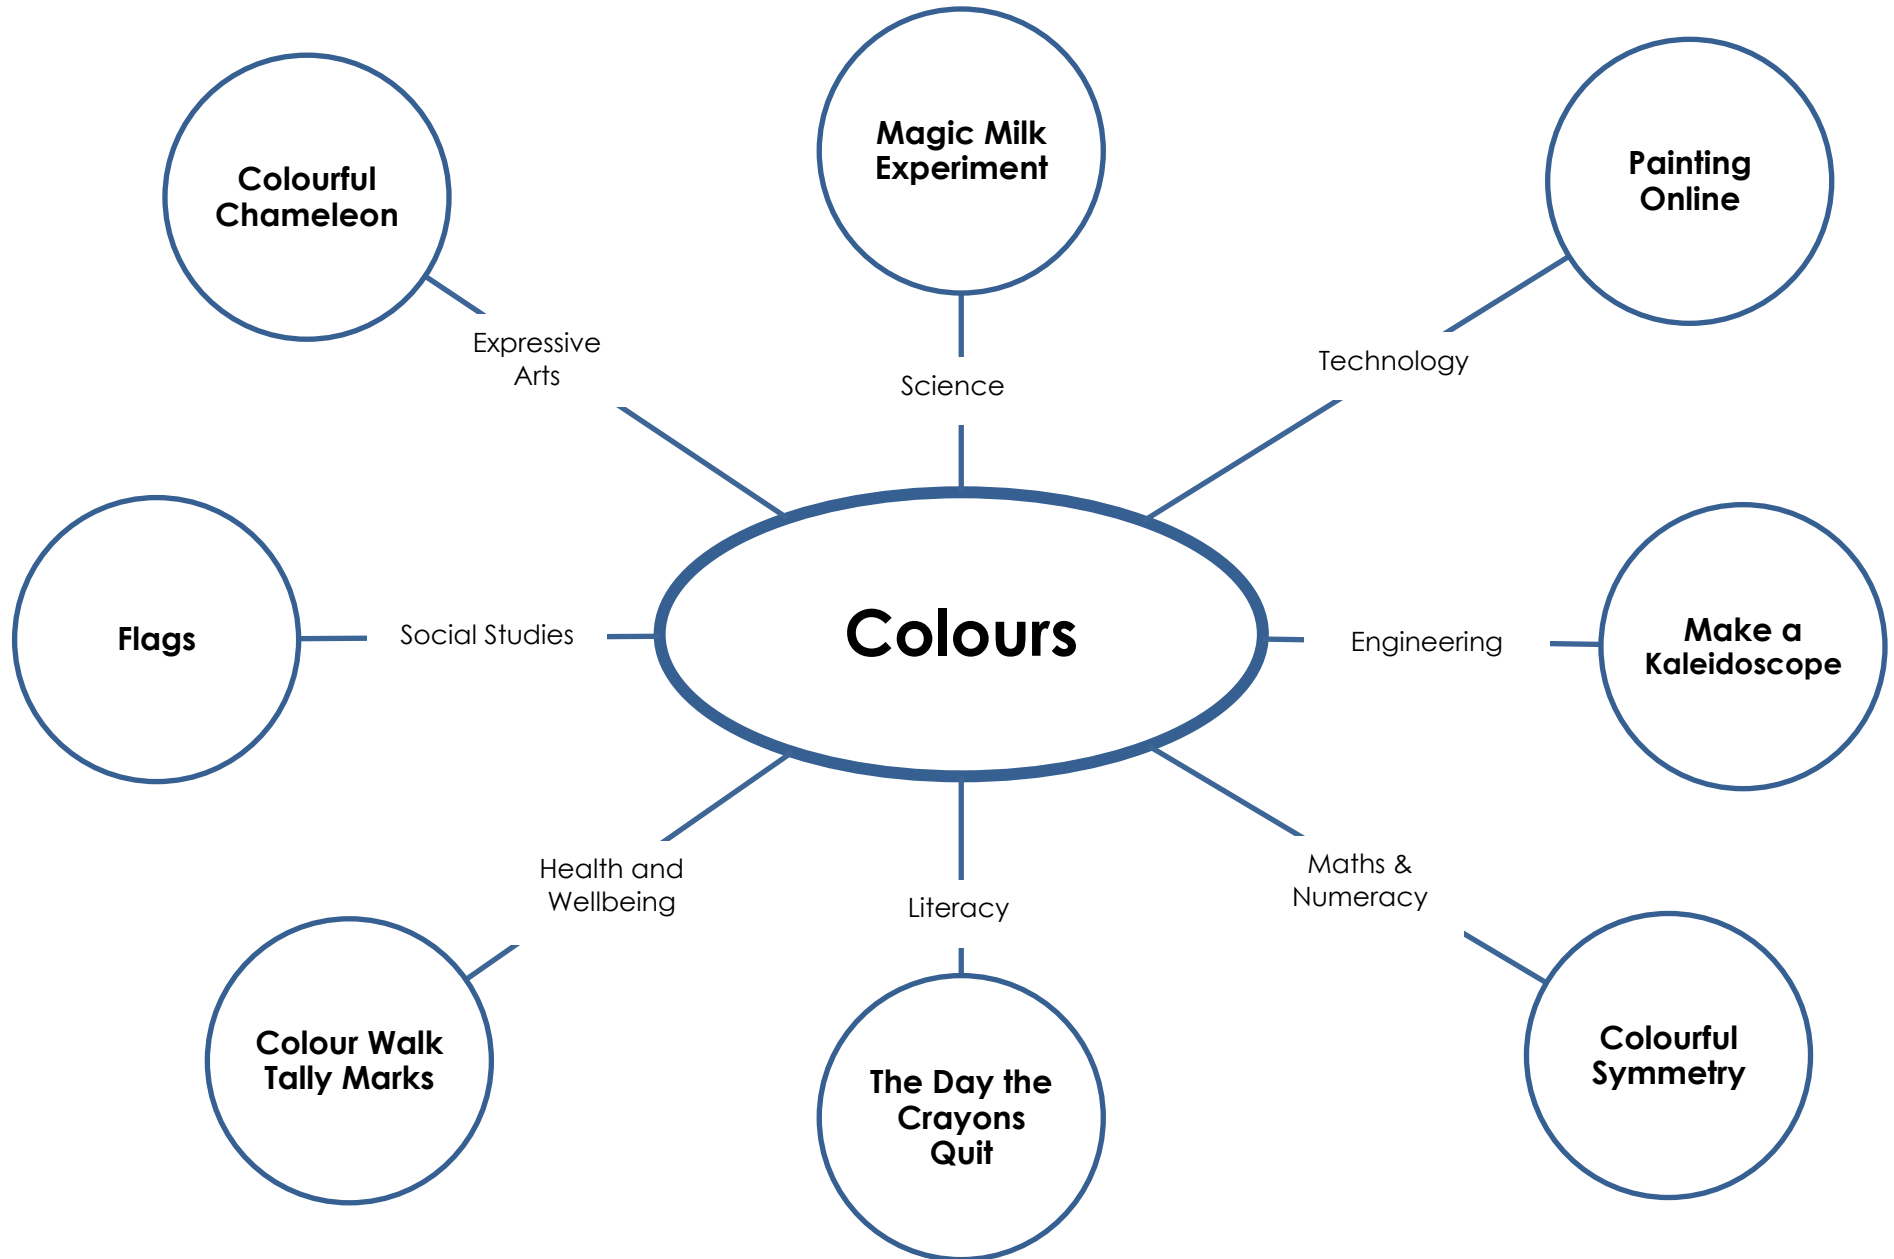 Magic Milk
Experiment
Painting
Online
Colourful
Chameleon
Expressive
Arts
Science
Technology
Flags
Social Studies
Colours
Engineering
Make a
Kaleidoscope
Health and
Wellbeing
Literacy
Maths &
Numeracy
Colour Walk
Tally Marks
The Day the
Crayons
Quit
Colourful
Symmetry